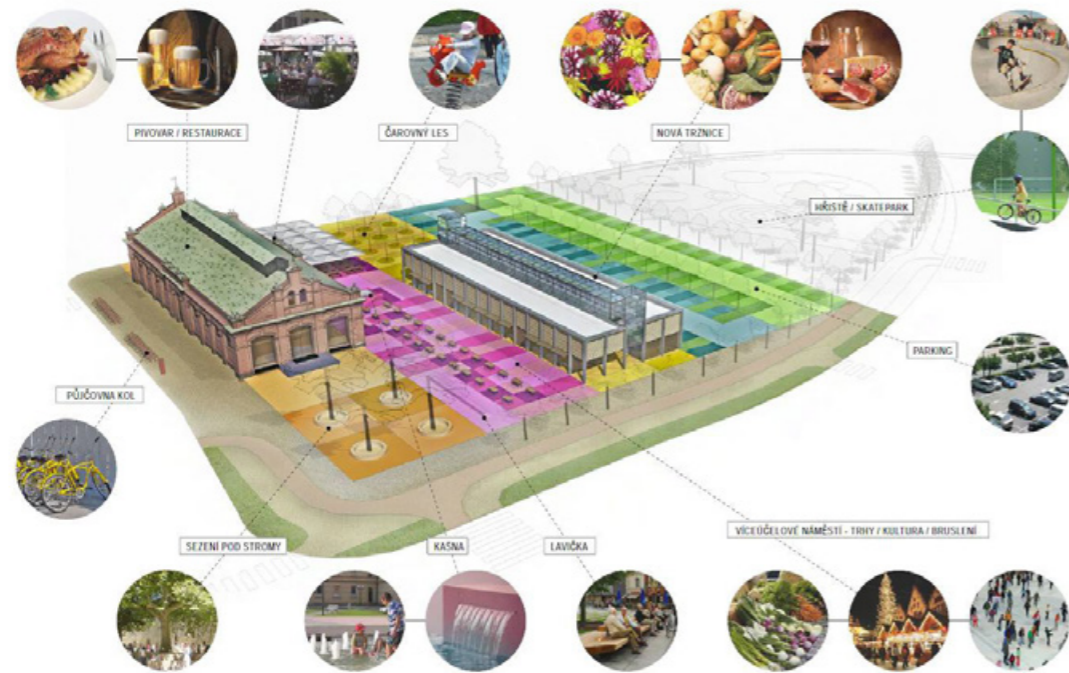 PIVOVAR / RESTAURACE
ČAROVNÝ LES
NOVÁ TRŽNICE
HŘIŠTĚ / SKATEPARK
PARKING
PŮJČOVNA KOL
SEZENÍ POD STROMY
KAŠNA
LAVIČKA
VÍCEÚČELOVÉ NÁMĚSTÍ - TRHY / KULTURA / BRUSLENÍ